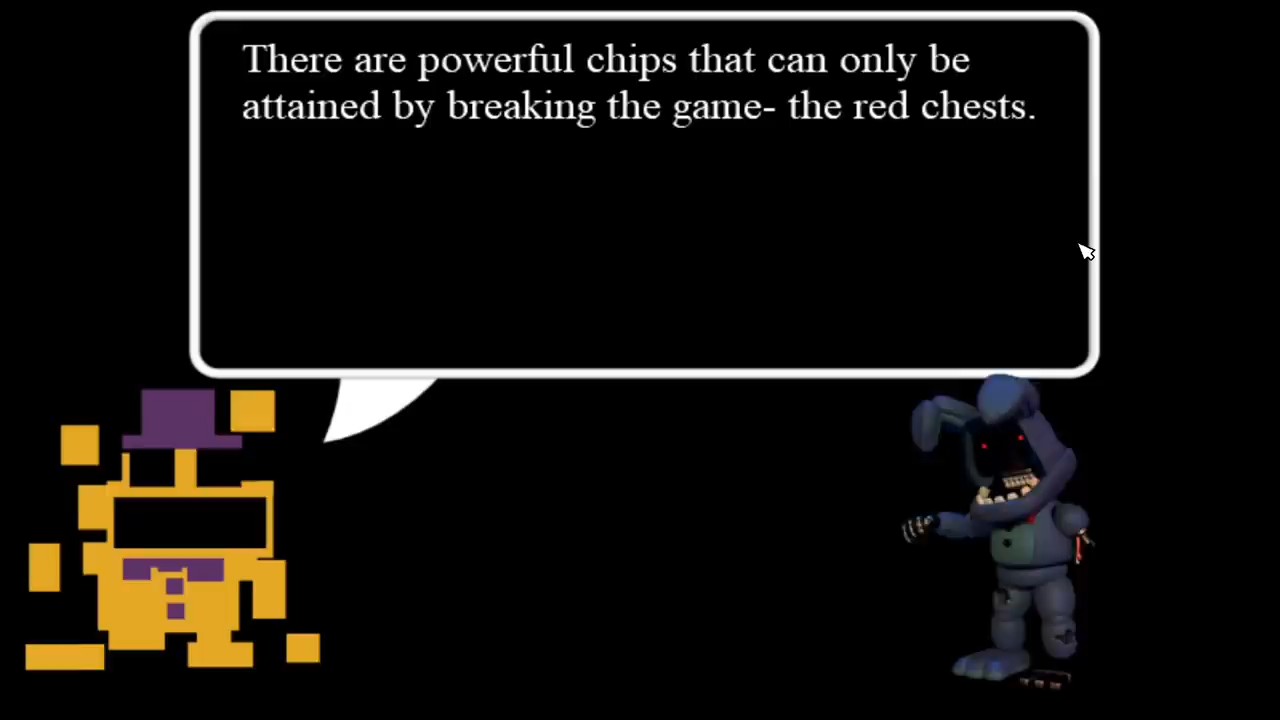 There are powerful chips that can only be
attained by breaking the game- the red chests.